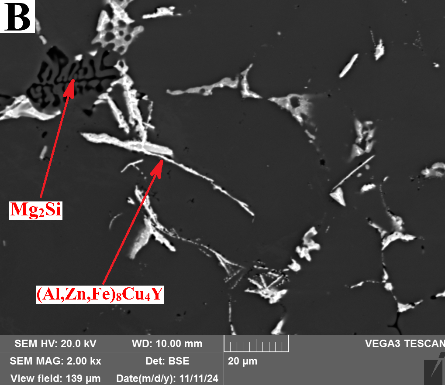 B
Mg₂Si
(Al,Zn,Fe)₈Cu₄Y
SEM HV: 20.0 kV WD: 10.00 mm VEGA3 TESCAN
SEM MAG: 2.00 kx Det: BSE 20 µm
View field: 139 µm Date(m/d/y): 11/11/24